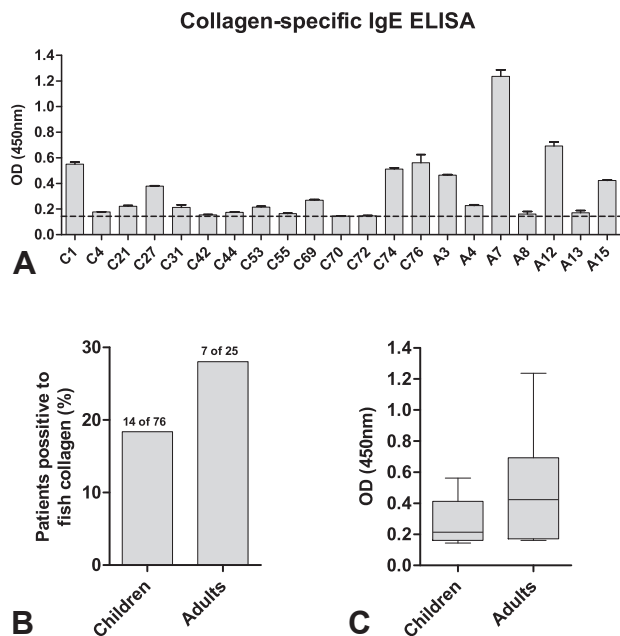 Collagen-specific IgE ELISA
OD (450nm)
1.4
1.2
1.0
0.8
0.6
0.4
0.2
0.0
C1 C4 C21 C27 C31 C42 C44 C53 C55 C69 C70 C72 C74 C76 A3 A4 A7 A8 A12 A13 A15
A
Patients possitive to
fish collagen (%)
30
20
10
0
14 of 76
7 of 25
Children Adults
B
OD (450nm)
1.4
1.2
1.0
0.8
0.6
0.4
0.2
0.0
Children Adults
C